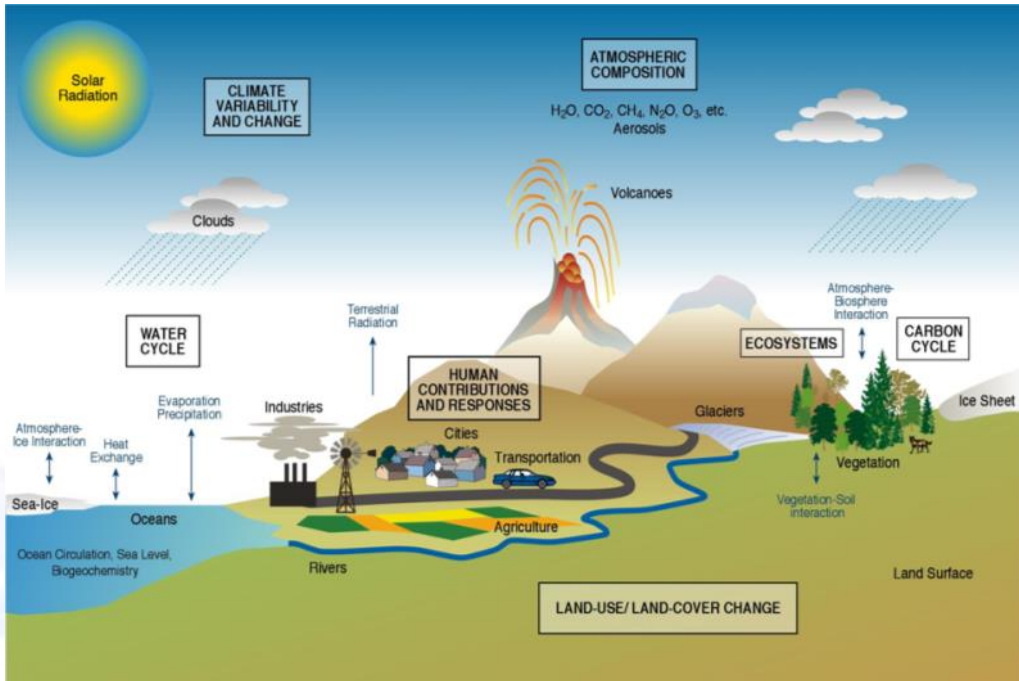 Solar
Radiation
CLIMATE
VARIABILITY
AND CHANGE
ATMOSPHERIC
COMPOSITION
H₂O, CO₂, CH₄, N₂O, O₃, etc.
Aerosols
Clouds
Volcanoes
Terrestrial
Radiation
Atmosphere-
Biosphere
Interaction
WATER
CYCLE
ECOSYSTEMS
CARBON
CYCLE
HUMAN
CONTRIBUTIONS
AND RESPONSES
Evaporation
Precipitation
Industries
Glaciers
Ice Sheet
Atmosphere-
Ice Interaction
Heat
Exchange
Cities
Transportation
Vegetation
Sea-Ice
Oceans
Agriculture
Vegetation-Soil
interaction
Ocean Circulation, Sea Level,
Biogeochemistry
Rivers
Land Surface
LAND-USE/ LAND-COVER CHANGE